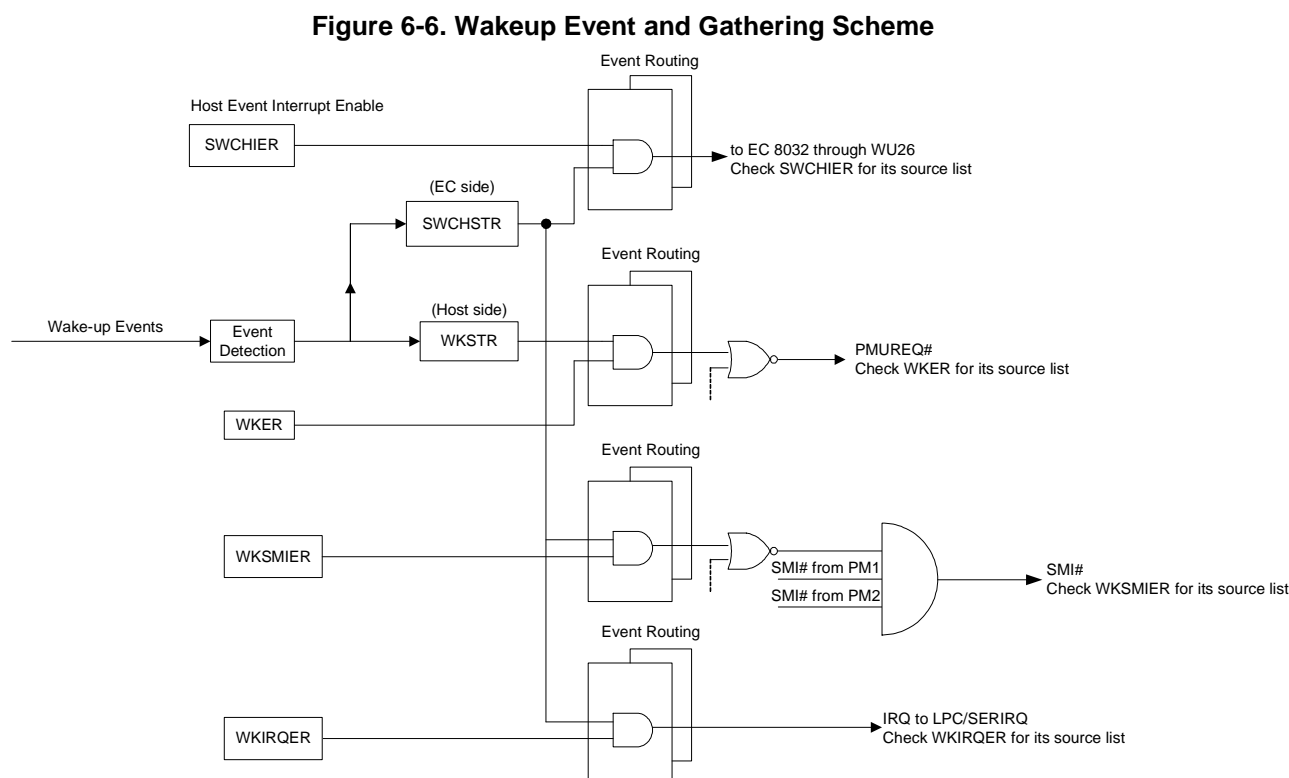 Figure 6-6. Wakeup Event and Gathering Scheme
Event Routing
Host Event Interrupt Enable
SWCHIER
to EC 8032 through WU26
Check SWCHIER for its source list
(EC side)
SWCHSTR
Event Routing
(Host side)
Wake-up Events
Event
Detection
WKSTR
PMUREQ#
Check WKER for its source list
WKER
Event Routing
WKSMIER
SMI# from PM1
SMI# from PM2
SMI#
Check WKSMIER for its source list
Event Routing
WKIRQER
IRQ to LPC/SERIRQ
Check WKIRQER for its source list